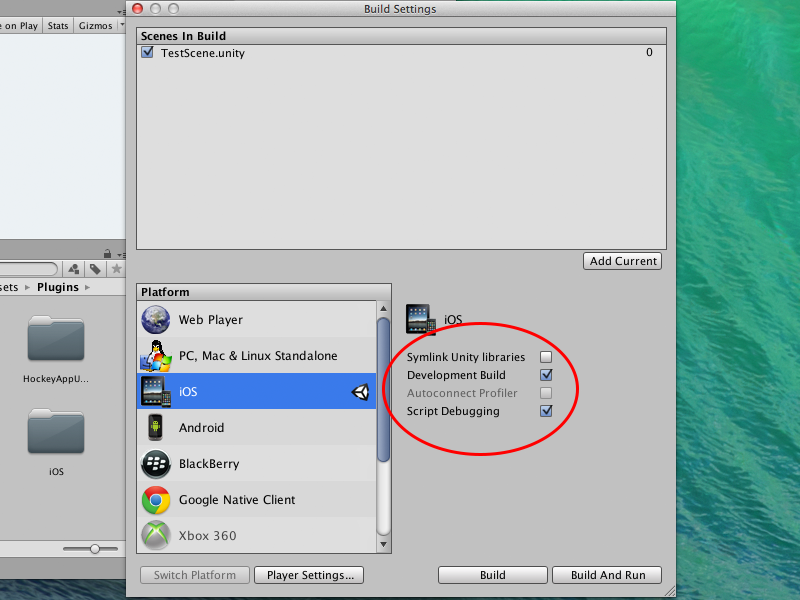 Build Settings
e on Play Stats Gizmos
Scenes In Build
TestScene.unity 0
Add Current
sets Plugins
HockeyAppU...
iOS
Platform
Web Player
PC, Mac & Linux Standalone
iOS
Android
BlackBerry
Google Native Client
Xbox 360
iOS
Symlink Unity libraries
Development Build
Autoconnect Profiler
Script Debugging
Switch Platform
Player Settings...
Build
Build And Run